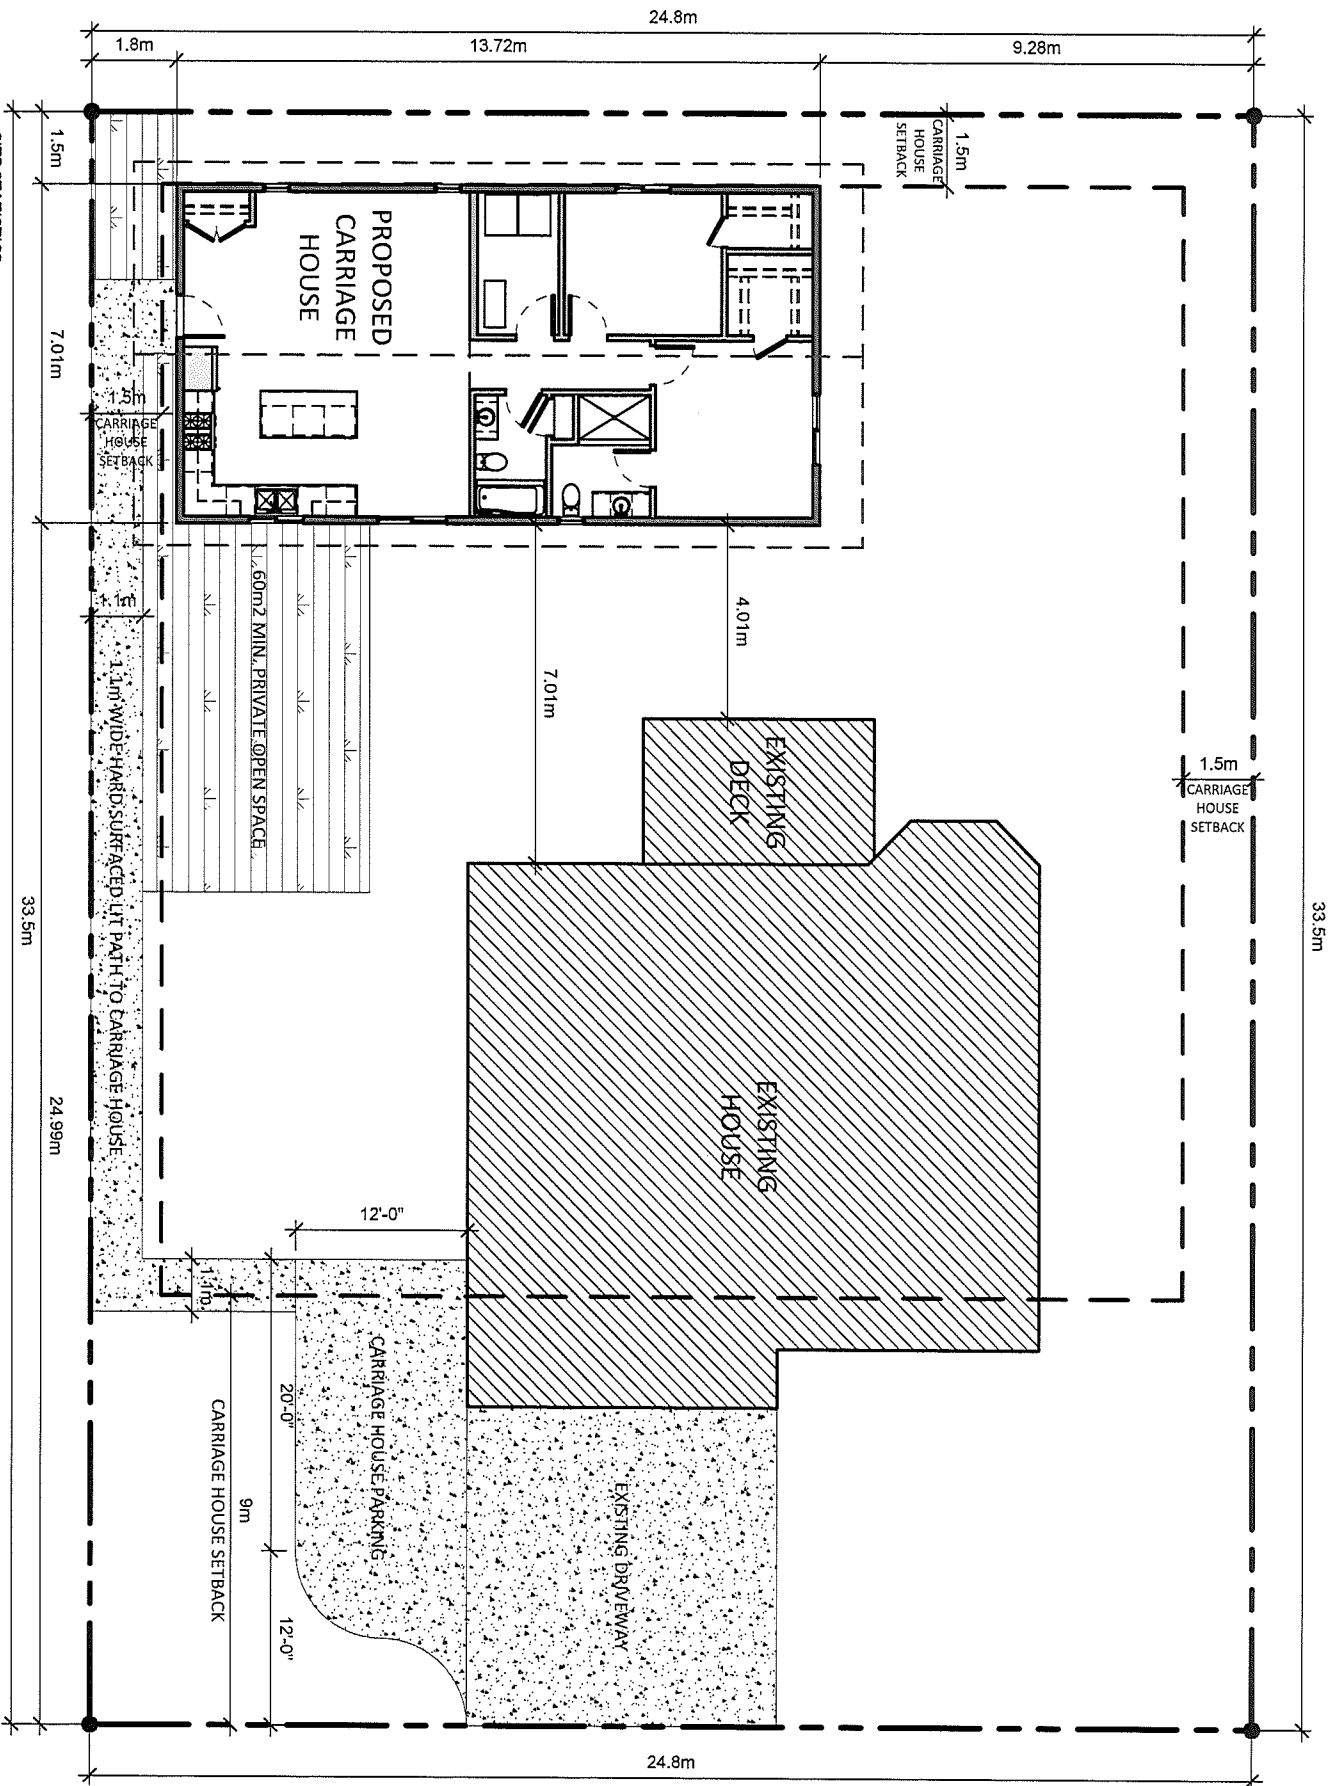 24.8m
1.8m
13.72m
9.28m
1.5m
1.5m
CARRIAGE
HOUSE
SETBACK
PROPOSED
CARRIAGE
HOUSE
7.01m
1.5m
CARRIAGE
HOUSE
SETBACK
1.1m
60m2 MIN. PRIVATE OPEN SPACE
4.01m
7.01m
EXISTING
DECK
1.5m
CARRIAGE
HOUSE
SETBACK
1.1m WIDE HARD SURFACED LIT PATH TO CARRIAGE HOUSE
33.5m
33.5m
24.99m
EXISTING
HOUSE
12'-0"
1.1m
20'-0"
CARRIAGE HOUSE PARKING
9m
CARRIAGE HOUSE SETBACK
EXISTING DRIVEWAY
12'-0"
24.8m